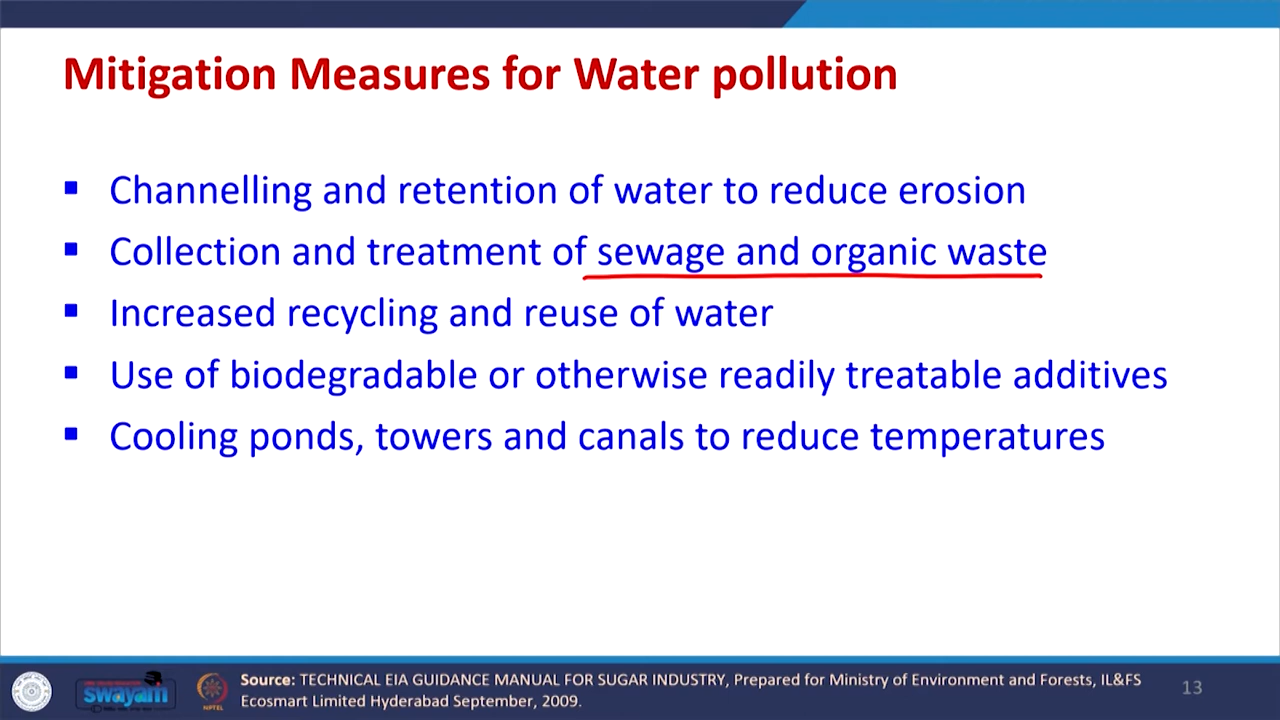 Mitigation Measures for Water pollution
▪ Channelling and retention of water to reduce erosion
▪ Collection and treatment of sewage and organic waste
▪ Increased recycling and reuse of water
▪ Use of biodegradable or otherwise readily treatable additives
▪ Cooling ponds, towers and canals to reduce temperatures
swayam
NPTEL
Source: TECHNICAL EIA GUIDANCE MANUAL FOR SUGAR INDUSTRY, Prepared for Ministry of Environment and Forests, IL&FS
Ecosmart Limited Hyderabad September, 2009.
13